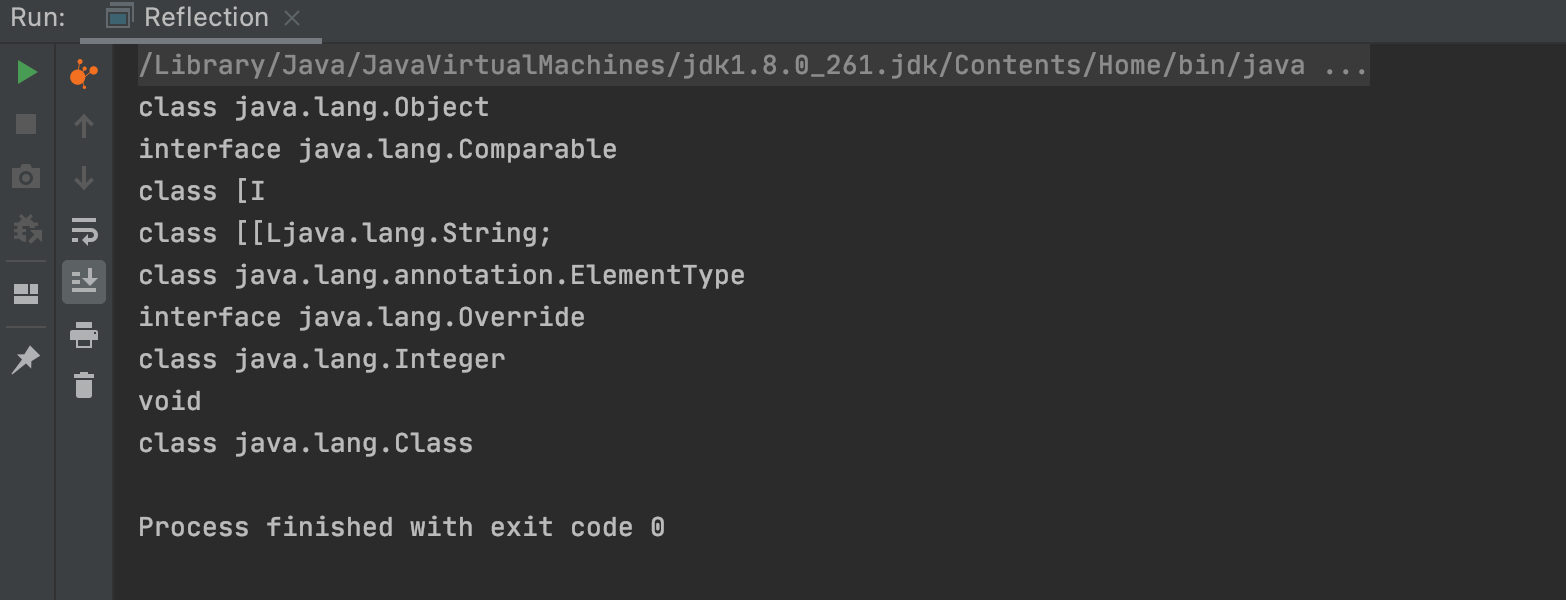 Run: Reflection
/Library/Java/JavaVirtualMachines/jdk1.8.0_261.jdk/Contents/Home/bin/java ...
class java.lang.Object
interface java.lang.Comparable
class [I
class [[Ljava.lang.String;
class java.lang.annotation.ElementType
interface java.lang.Override
class java.lang.Integer
void
class java.lang.Class
Process finished with exit code 0